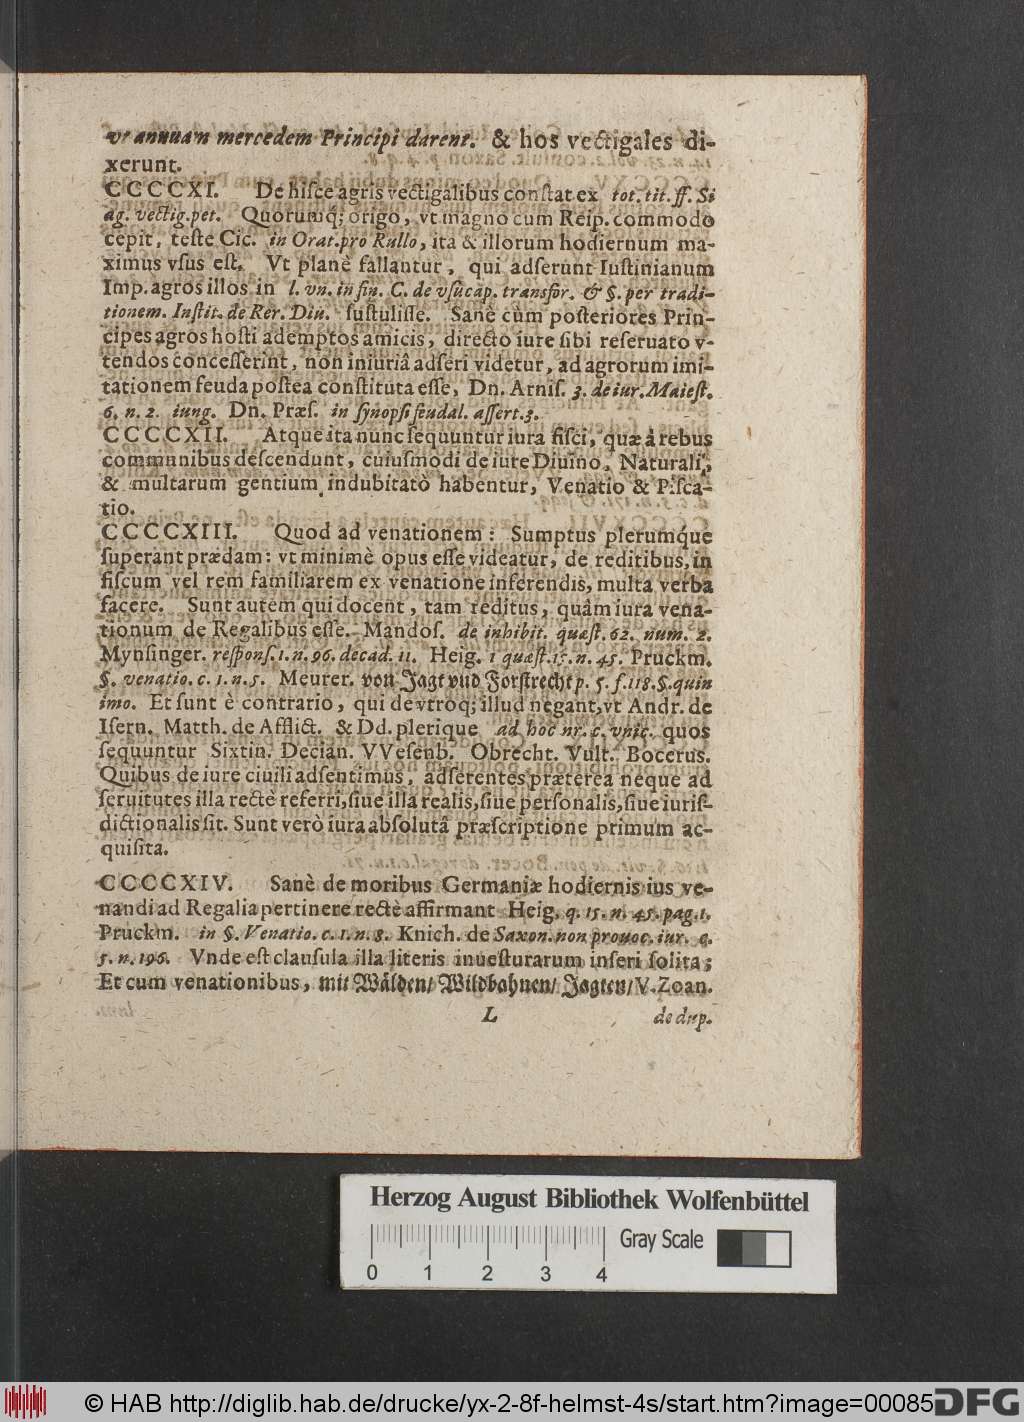 vt annuam mercedem Principi darent. & hos vectigales di-
xerunt.
CCCCXI. De hiſce agris vectigalibus conſtat ex tot. tit. ff. Si
ag. vectig. pet. Quorumq; origo, vt magno cum Reip. commodo
cepit, teſte Cic. in Orat. pro Rullo, ita & illorum hodiernum ma-
ximus vſus eſt. Vt planè fallantur, qui adſerunt Iuſtinianum
Imp. agros illos in l. vn. in fin. C. de vſucap. transfor. & §. per tradi-
tionem. Inſtit. de Rer. Diu. ſuſtuliſſe. Sanè cùm poſteriores Prin-
cipes agros hoſti ademptos amicis, directo iure ſibi reſeruato v-
tendos conceſſerint, non iniuriâ adſeri videtur, ad agrorum imi-
tationem feuda poſtea conſtituta eſſe, Dn. Arniſ. 3. de iur. Maieſt.
6. n. 2. iung. Dn. Præſ. in ſynopſi feudal. aſſert. 3.
CCCCXII. Atque ita nunc ſequuntur iura fiſci, quæ à rebus
communibus deſcendunt, cuiuſmodi de iure Diuino, Naturali,
& multarum gentium indubitatò habentur, Venatio & Piſca-
tio.
CCCCXIII. Quod ad venationem: Sumptus plerumque
ſuperant prædam: vt minimè opus eſſe videatur, de reditibus, in
fiſcum vel rem familiarem ex venatione inferendis, multa verba
facere. Sunt autem qui docent, tam reditus, quâm iura vena-
tionum de Regalibus eſſe. Mandoſ. de inhibit. quæſt. 62. num. 2.
Mynſinger. reſponſ. 1. n. 96. decad. 11. Heig. 1 quæſt. 15. n. 45. Pruckm.
§. venatio. c. 1. n. 5. Meurer. von Jagt vnd Forſtrecht p. 5. f. 118. §. quin
imo. Et ſunt è contrario, qui de vtroq; illud negant, vt Andr. de
Iſern. Matth. de Afflict. & Dd. plerique ad hoc nr. c. vnic. quos
ſequuntur Sixtin. Decian. VVeſenb. Obrecht. Vult. Bocerus.
Quibus de iure ciuili adſentimus, adſerentes præterea neque ad
ſeruitutes illa rectè referri, ſiue illa realis, ſiue perſonalis, ſiue iuriſ-
dictionalis ſit. Sunt verò iura abſolutâ præſcriptione primum ac-
quiſita.
CCCCXIV. Sanè de moribus Germaniæ hodiernis ius ve-
nandi ad Regalia pertinere rectè affirmant Heig. q. 15. n. 45. pag. 1.
Pruckm. in §. Venatio. c. 1. n. 8. Knich. de Saxon. non prouoc. iur. c.
5. n. 196. Vnde eſt clauſula illa literis inueſturarum inſeri ſolita;
Et cum venationibus, mit Wälden/ Wildbahnen/ Jagten/ V. Zoan.
L de dup.
Herzog August Bibliothek Wolfenbüttel
Gray Scale
0 1 2 3 4
© HAB http://diglib.hab.de/drucke/yx-2-8f-helmst-4s/start.htm?image=00085
DFG